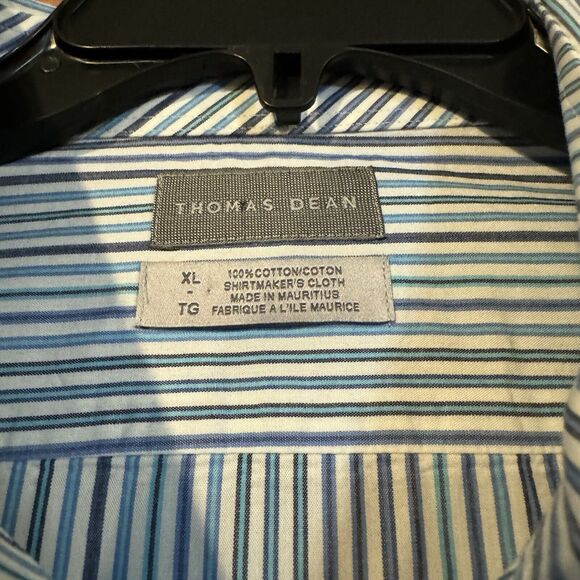 THOMAS DEAN
XL
-
TG
100% COTTON/COTON
SHIRTMAKER'S CLOTH
MADE IN MAURITIUS
FABRIQUE A L'ILE MAURICE